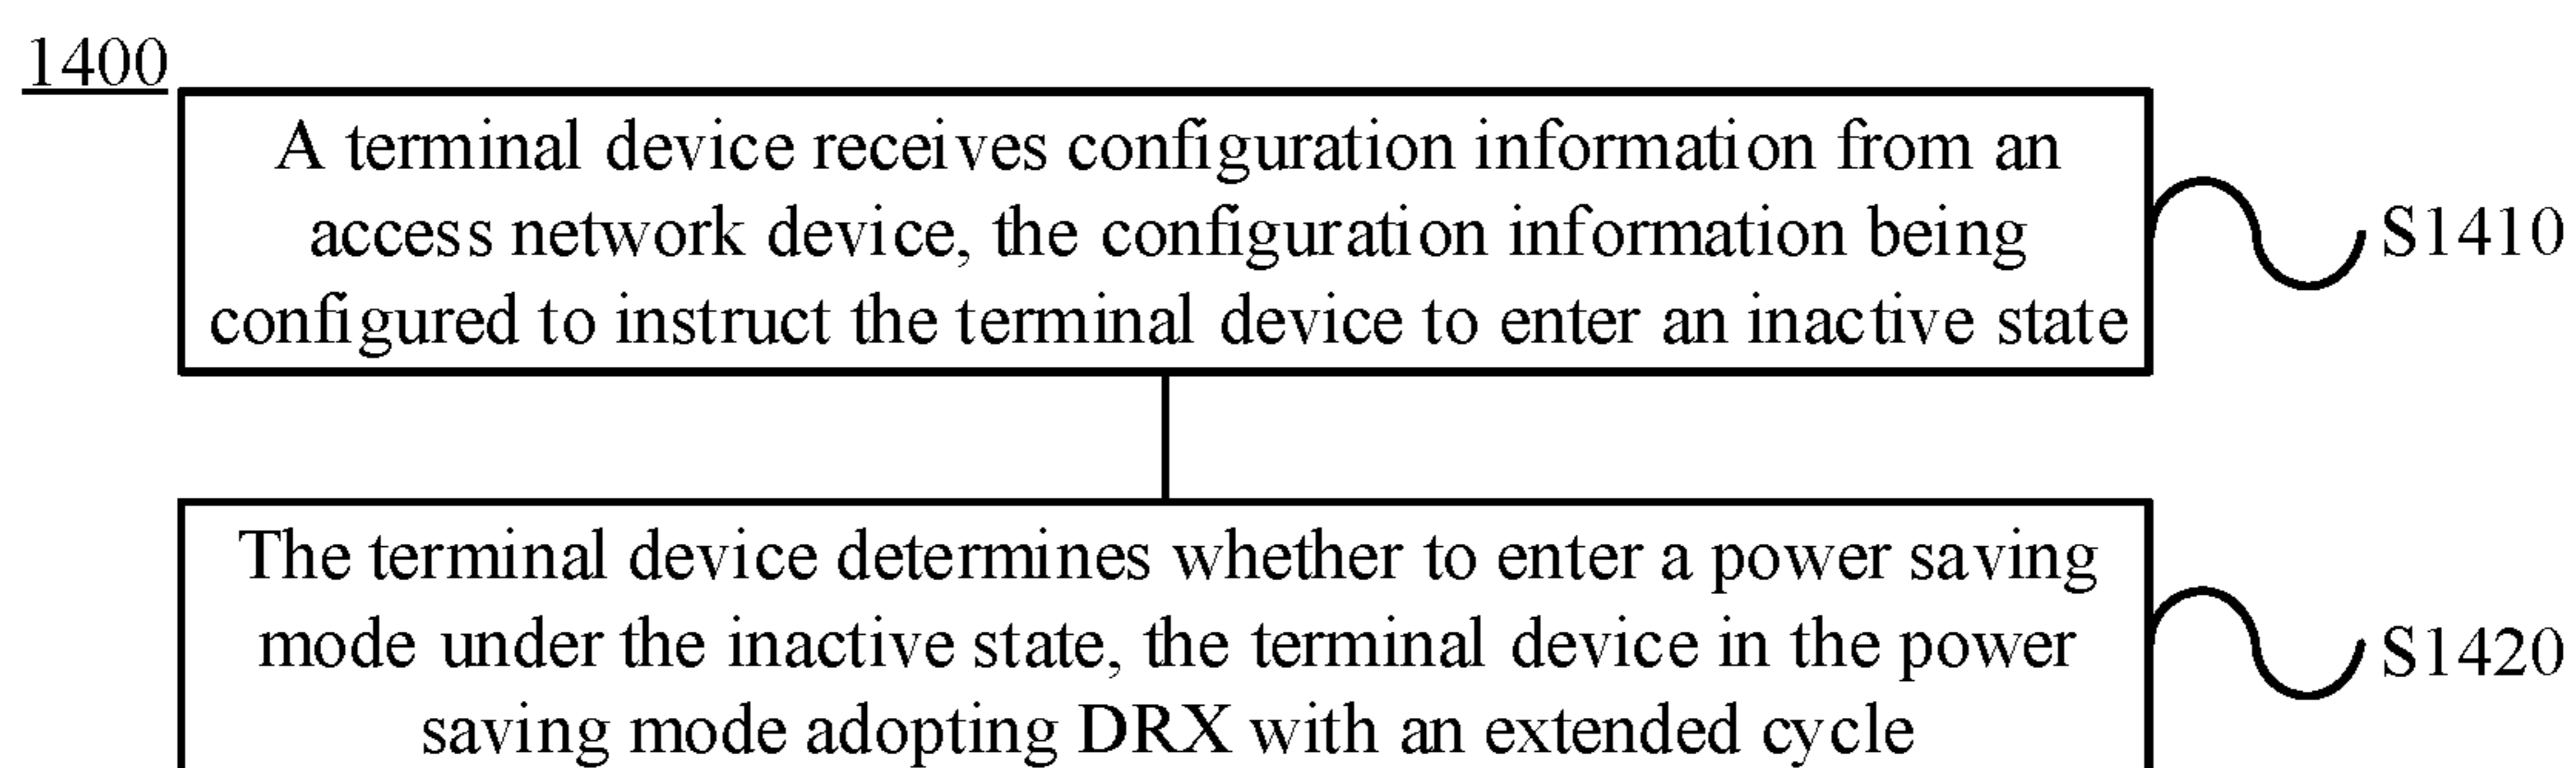 1400
A terminal device receives configuration information from an
access network device, the configuration information being
configured to instruct the terminal device to enter an inactive state
S1410
The terminal device determines whether to enter a power saving
mode under the inactive state, the terminal device in the power
saving mode adopting DRX with an extended cycle
S1420